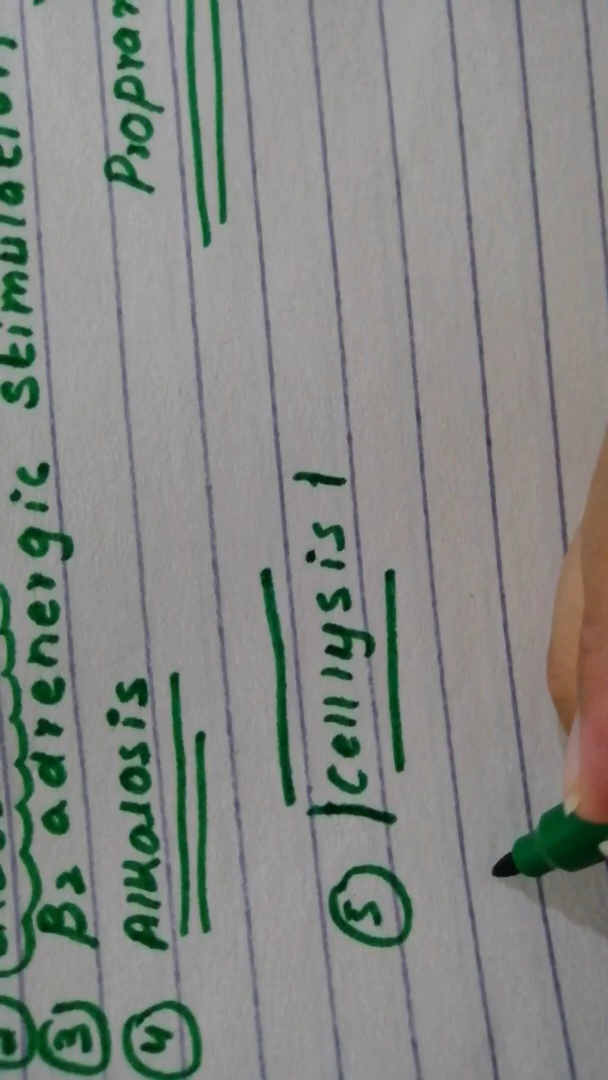 ③ β2 adrenergic stimulation
④ Alkalosis
⑤ Cell lysis